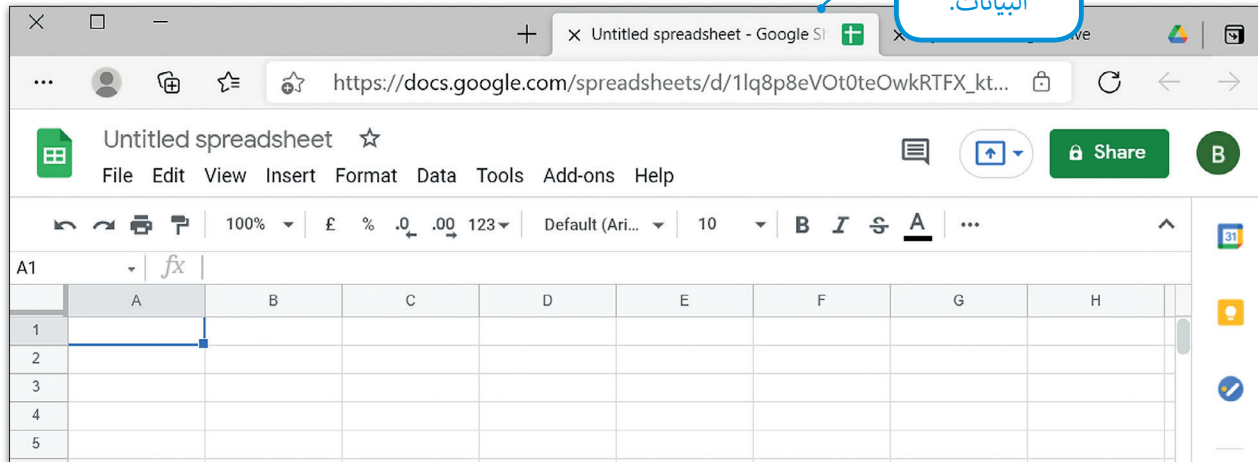 البيانات.
Untitled spreadsheet - Google Sh
https://docs.google.com/spreadsheets/d/1lq8p8eVOt0teOwkRTFX_kt...
Untitled spreadsheet
File Edit View Insert Format Data Tools Add-ons Help
Share
B
100% £ % .0 .00 123 Default (Ari... 10 B I S A ...
31
A1 fx
A B C D E F G H
1
2
3
4
5